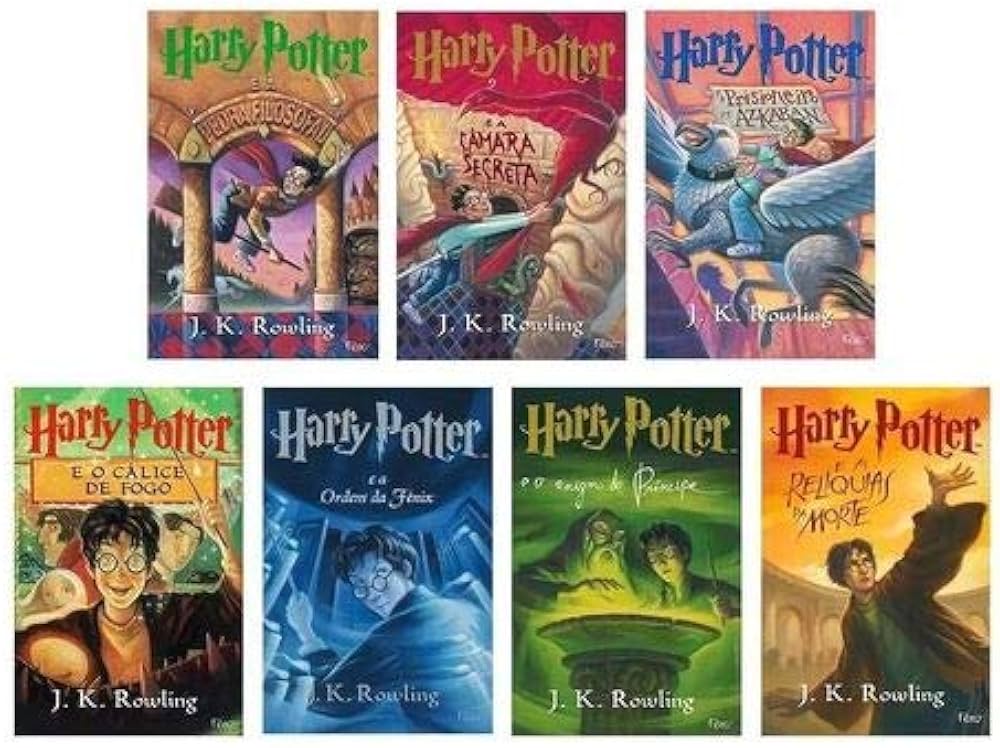 Harry Potter
E A
PEDRA FILOSOFAL
J. K. Rowling
Harry Potter
E A
CÂMARA
SECRETA
J. K. Rowling
Harry Potter
e o Prisioneiro
de AZKABAN
J. K. Rowling
Harry Potter
E O CÁLICE
DE FOGO
J. K. Rowling
Harry Potter
e a
Ordem da Fênix
J. K. Rowling
Harry Potter
e o enigma do Príncipe
J. K. Rowling
Harry Potter
E AS
RELÍQUIAS
DA MORTE
J. K. Rowling